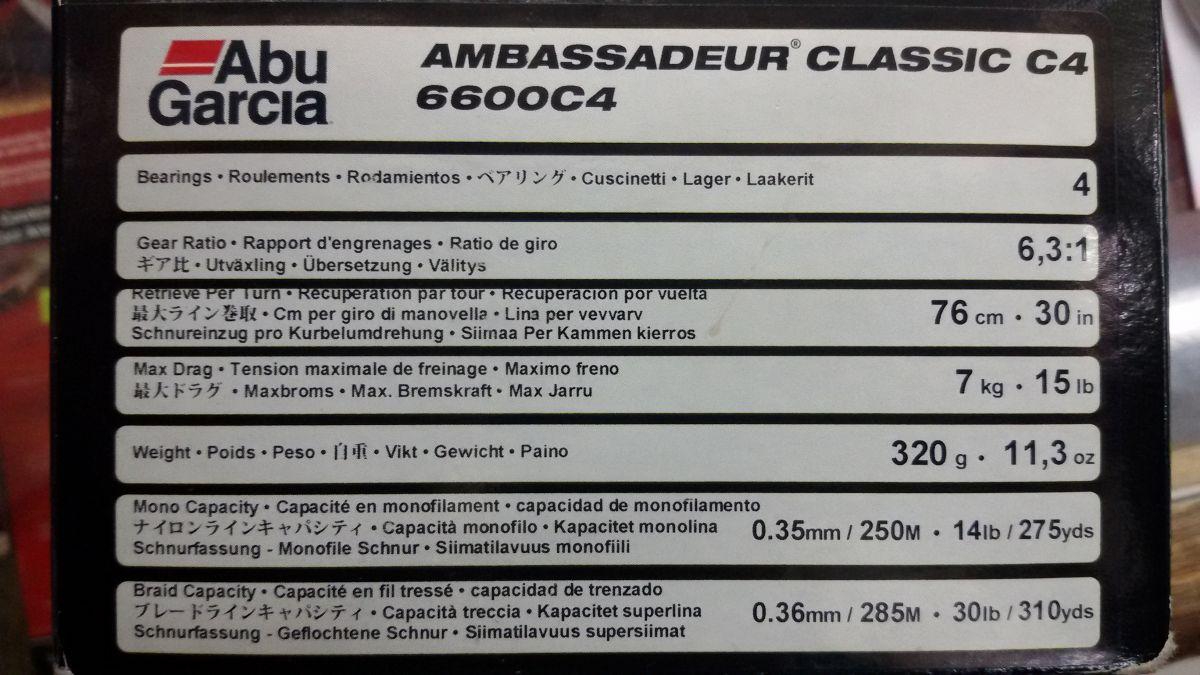 Abu Garcia
AMBASSADEUR® CLASSIC C4
6600C4
Bearings • Roulements • Rodamientos • ベアリング • Cuscinetti • Lager • Laakerit
4
Gear Ratio • Rapport d'engrenages • Ratio de giro
ギア比 • Utväxling • Übersetzung • Välitys
6,3:1
Retrieve Per Turn • Récupération par tour • Recuperacion por vuelta
最大ライン巻取 • Cm per giro di manovella • Lina per vevvarv
Schnureinzug pro Kurbelumdrehung • Siimaa Per Kammen kierros
76 cm • 30 in
Max Drag • Tension maximale de freinage • Maximo freno
最大ドラグ • Maxbroms • Max. Bremskraft • Max Jarru
7 kg • 15 lb
Weight • Poids • Peso • 自重 • Vikt • Gewicht • Paino
320 g • 11,3 oz
Mono Capacity • Capacité en monofilament • capacidad de monofilamento
ナイロンラインキャパシティ • Capacità monofilo • Kapacitet monolina
Schnurfassung - Monofile Schnur • Siimatilavuus monofiili
0.35mm / 250M • 14lb / 275yds
Braid Capacity • Capacité en fil tressé • capacidad de trenzado
ブレードラインキャパシティ • Capacità treccia • Kapacitet superlina
Schnurfassung - Geflochtene Schnur • Siimatilavuus supersiimat
0.36mm / 285M • 30lb / 310yds